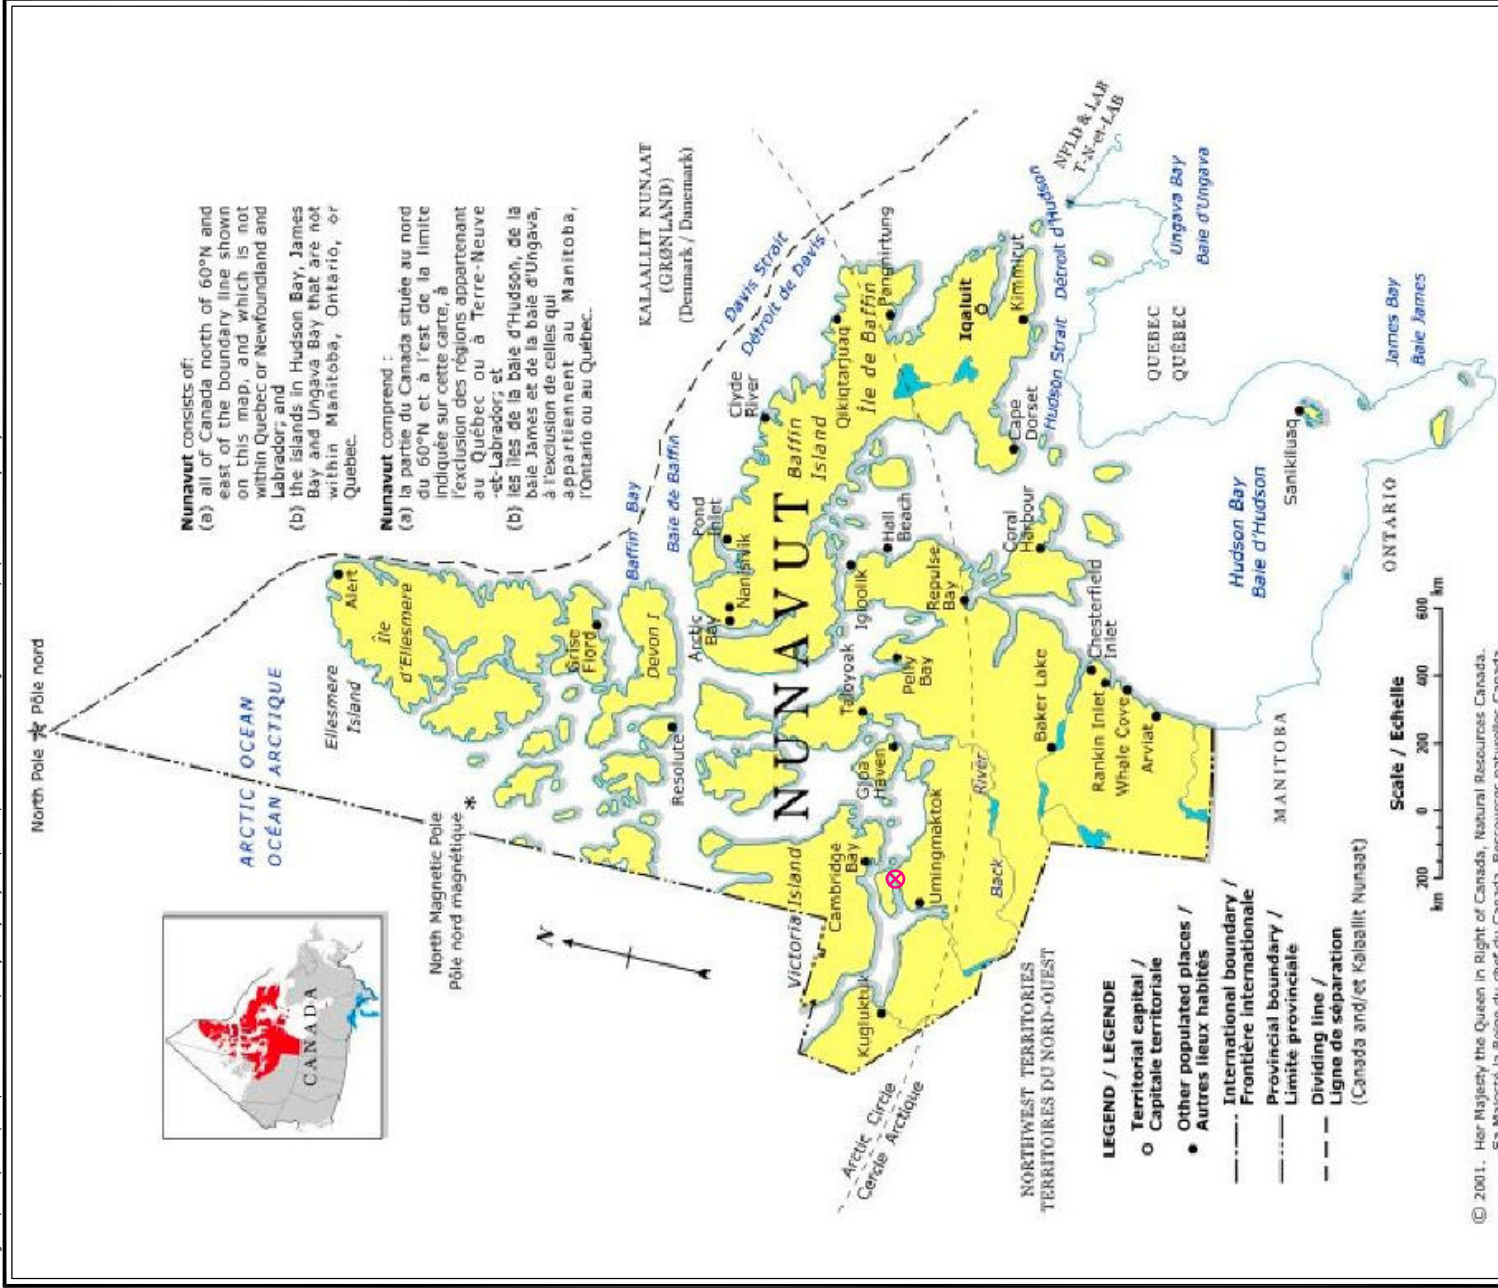 North Pole
Pôle nord
ARCTIC OCEAN
OCÉAN ARCTIQUE
North Magnetic Pole
Pôle nord magnétique
N
CANADA
Nunavut consists of:
(a) all of Canada north of 60°N and
east of the boundary line shown
on this map, and which is not
within Quebec or Newfoundland and
Labrador; and
(b) the islands in Hudson Bay, James
Bay and Ungava Bay that are not
within Manitoba, Ontario, or
Quebec.
Nunavut comprend :
(a) la partie du Canada située au nord
du 60°N et à l'est de la limite
indiquée sur cette carte, à
l'exclusion des régions appartenant
au Québec ou à Terre-Neuve
-et-Labrador; et
(b) les îles de la baie d'Hudson, de la
baie James et de la baie d'Ungava,
à l'exclusion de celles qui
appartiennent au Manitoba,
l'Ontario ou au Québec.
KALAALLIT NUNAAT
(GRØNLAND)
(Denmark / Danemark)
Alert
Île
d'Ellesmere
Ellesmere
Island
Grise
Fiord
Devon I
Resolute
Baffin Bay
Baie de Baffin
Davis Strait
Détroit de Davis
Arctic
Bay
Nanisivik
Pond
Inlet
Clyde
River
Baffin
Island
Île de Baffin
Qikiqtarjuaq
Pangnirtung
Iqaluit
Kimmirut
Cape
Dorset
NUNAVUT
Victoria Island
Cambridge
Bay
Umingmaktok
Kugluktuk
Gjoa
Haven
Taloyoak
Pelly
Bay
Igloolik
Hall
Beach
Repulse
Bay
Coral
Harbour
Back
River
Baker Lake
Chesterfield
Inlet
Rankin Inlet
Whale Cove
Arviat
Hudson Strait
Détroit d'Hudson
NFLD & LAB
T-N-et-LAB
Ungava Bay
Baie d'Ungava
QUEBEC
QUÉBEC
James Bay
Baie James
Sanikiluaq
Hudson Bay
Baie d'Hudson
ONTARIO
MANITOBA
Arctic Circle
Cercle Arctique
NORTHWEST TERRITORIES
TERRITOIRES DU NORD-OUEST
LEGEND / LEGENDE
Territorial capital /
Capitale territoriale
Other populated places /
Autres lieux habités
International boundary /
Frontière internationale
Provincial boundary /
Limite provinciale
Dividing line /
Ligne de séparation
(Canada and/et Kalaallit Nunaat)
Scale / Echelle
km 200 0 200 400 600 km
© 2001. Her Majesty the Queen in Right of Canada, Natural Resources Canada.
Sa Majesté la Reine du chef du Canada, Ressources naturelles Canada.